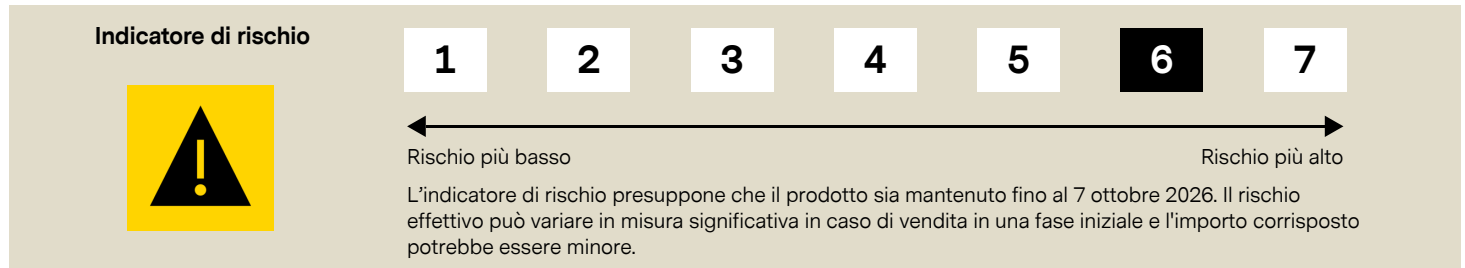 Indicatore di rischio
1 2 3 4 5 6 7
Rischio più basso Rischio più alto
L'indicatore di rischio presuppone che il prodotto sia mantenuto fino al 7 ottobre 2026. Il rischio
effettivo può variare in misura significativa in caso di vendita in una fase iniziale e l'importo corrisposto
potrebbe essere minore.